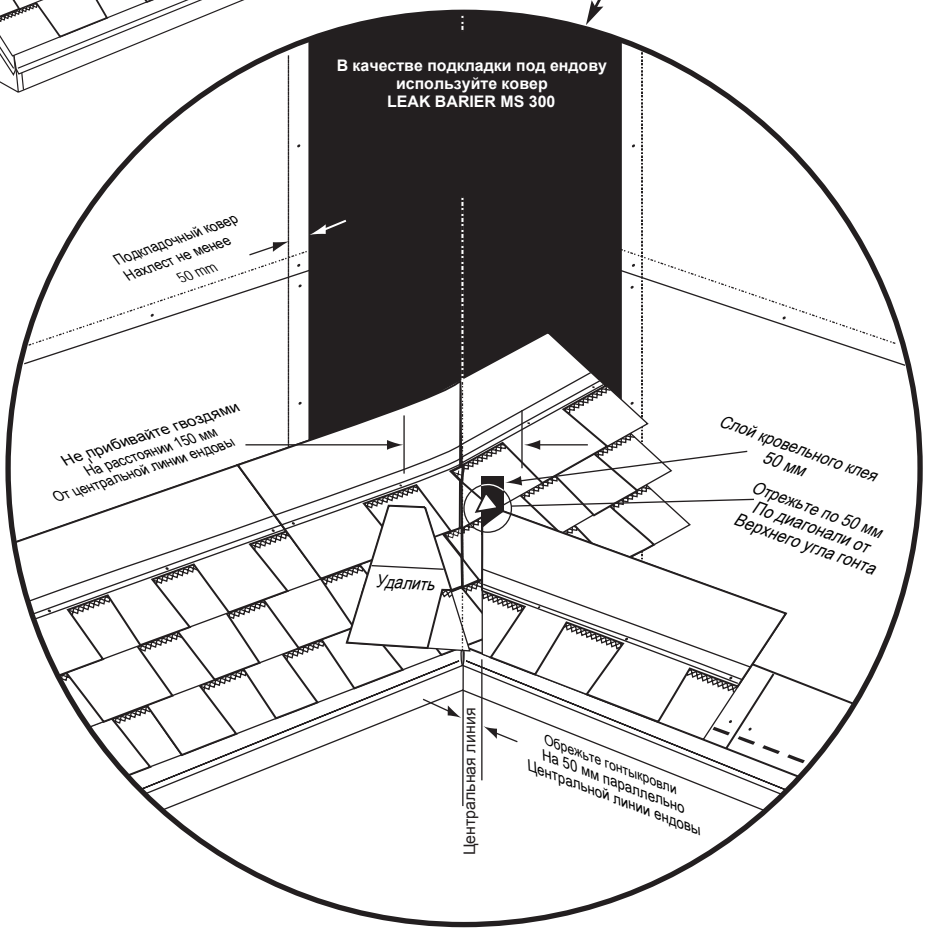 В качестве подкладки под ендову
используйте ковер
LEAK BARIER MS 300
Подкладочный ковер
Нахлест не менее
50 mm
Не прибивайте гвоздями
На расстоянии 150 мм
От центральной линии ендовы
Слой кровельного клея
50 мм
Отрежьте по 50 мм
По диагонали от
Верхнего угла гонта
Удалить
Центральная линия
Обрежьте гонтыкровли
На 50 мм параллельно
Центральной линии ендовы